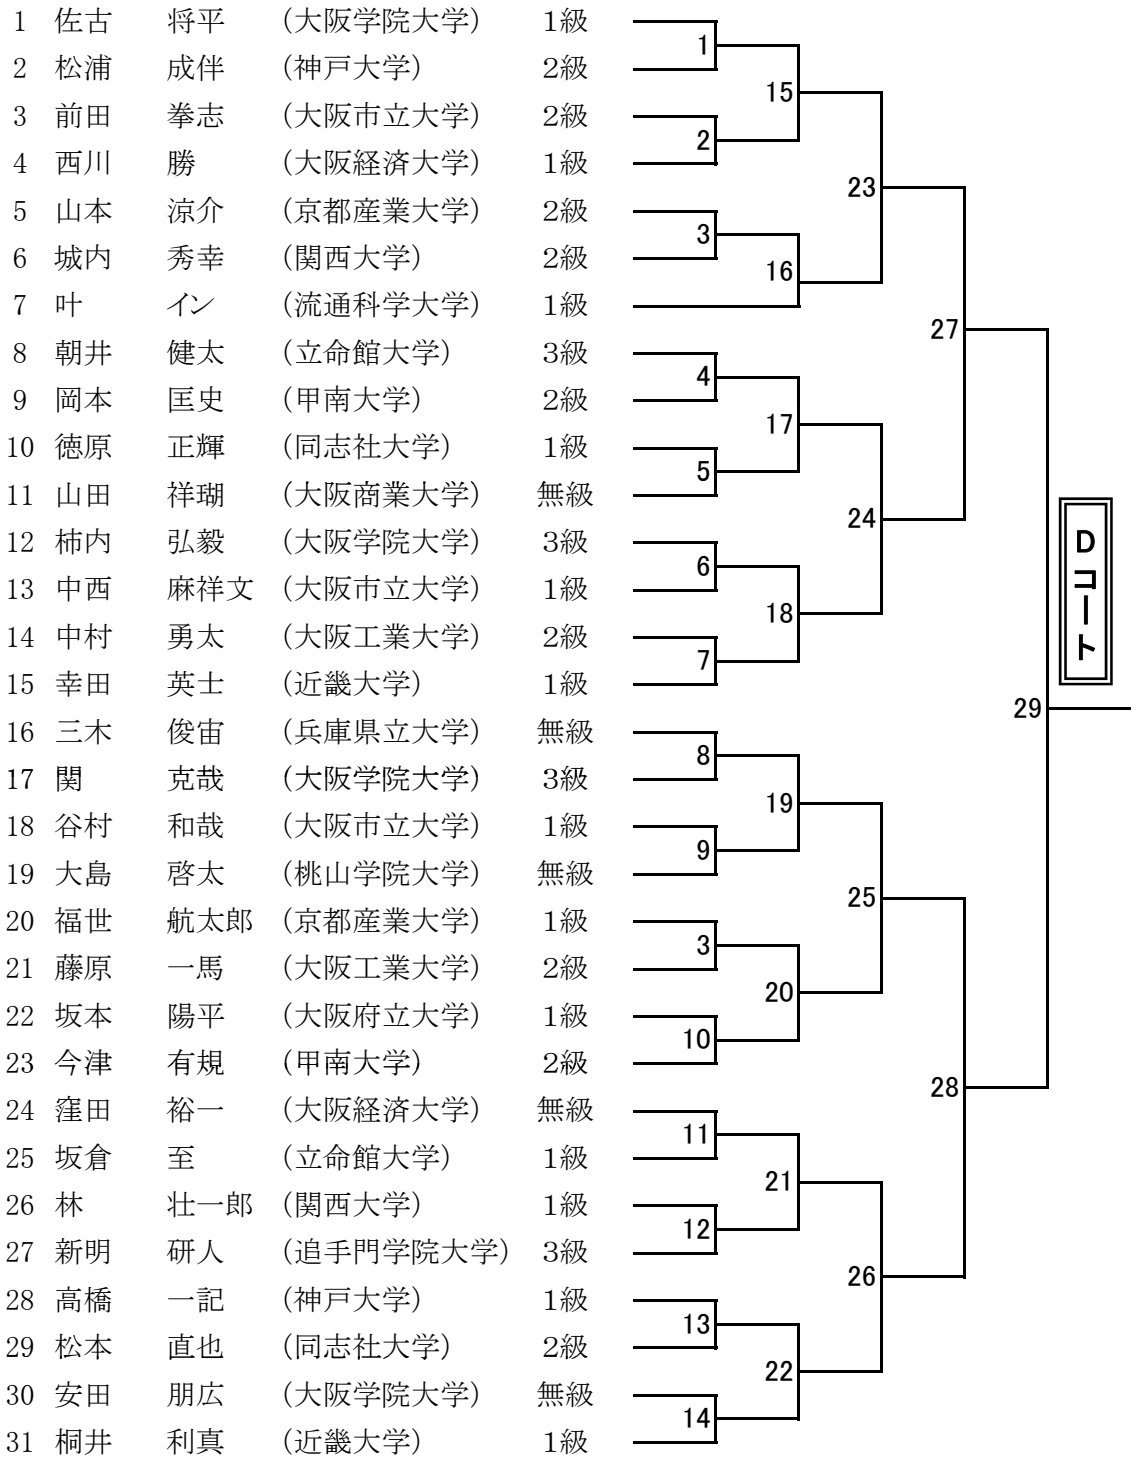 1 佐古 将平 (大阪学院大学) 1級
2 松浦 成伴 (神戸大学) 2級
3 前田 拳志 (大阪市立大学) 2級
4 西川 勝 (大阪経済大学) 1級
5 山本 涼介 (京都産業大学) 2級
6 城内 秀幸 (関西大学) 2級
7 叶 イン (流通科学大学) 1級
8 朝井 健太 (立命館大学) 3級
9 岡本 匡史 (甲南大学) 2級
10 徳原 正輝 (同志社大学) 1級
11 山田 祥瑚 (大阪商業大学) 無級
12 柿内 弘毅 (大阪学院大学) 3級
13 中西 麻祥文 (大阪市立大学) 1級
14 中村 勇太 (大阪工業大学) 2級
15 幸田 英士 (近畿大学) 1級
16 三木 俊宙 (兵庫県立大学) 無級
17 関 克哉 (大阪学院大学) 3級
18 谷村 和哉 (大阪市立大学) 1級
19 大島 啓太 (桃山学院大学) 無級
20 福世 航太郎 (京都産業大学) 1級
21 藤原 一馬 (大阪工業大学) 2級
22 坂本 陽平 (大阪府立大学) 1級
23 今津 有規 (甲南大学) 2級
24 窪田 裕一 (大阪経済大学) 無級
25 坂倉 至 (立命館大学) 1級
26 林 壮一郎 (関西大学) 1級
27 新明 研人 (追手門学院大学) 3級
28 高橋 一記 (神戸大学) 1級
29 松本 直也 (同志社大学) 2級
30 安田 朋広 (大阪学院大学) 無級
31 桐井 利真 (近畿大学) 1級
1
2
3
4
5
6
7
8
9
3
10
11
12
13
14
15
16
17
18
19
20
21
22
23
24
25
26
27
28
29
Dコート